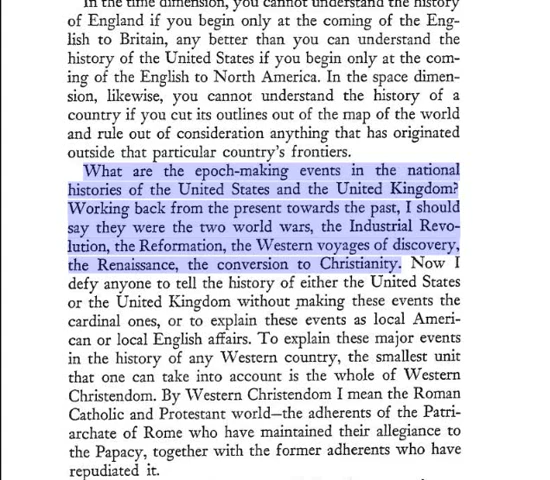 In the time dimension, you cannot understand the history
of England if you begin only at the coming of the Eng-
lish to Britain, any better than you can understand the
history of the United States if you begin only at the com-
ing of the English to North America. In the space dimen-
sion, likewise, you cannot understand the history of a
country if you cut its outlines out of the map of the world
and rule out of consideration anything that has originated
outside that particular country's frontiers.
What are the epoch-making events in the national
histories of the United States and the United Kingdom?
Working back from the present towards the past, I should
say they were the two world wars, the Industrial Revo-
lution, the Reformation, the Western voyages of discovery,
the Renaissance, the conversion to Christianity. Now I
defy anyone to tell the history of either the United States
or the United Kingdom without making these events the
cardinal ones, or to explain these events as local Ameri-
can or local English affairs. To explain these major events
in the history of any Western country, the smallest unit
that one can take into account is the whole of Western
Christendom. By Western Christendom I mean the Roman
Catholic and Protestant world—the adherents of the Patri-
archate of Rome who have maintained their allegiance to
the Papacy, together with the former adherents who have
repudiated it.